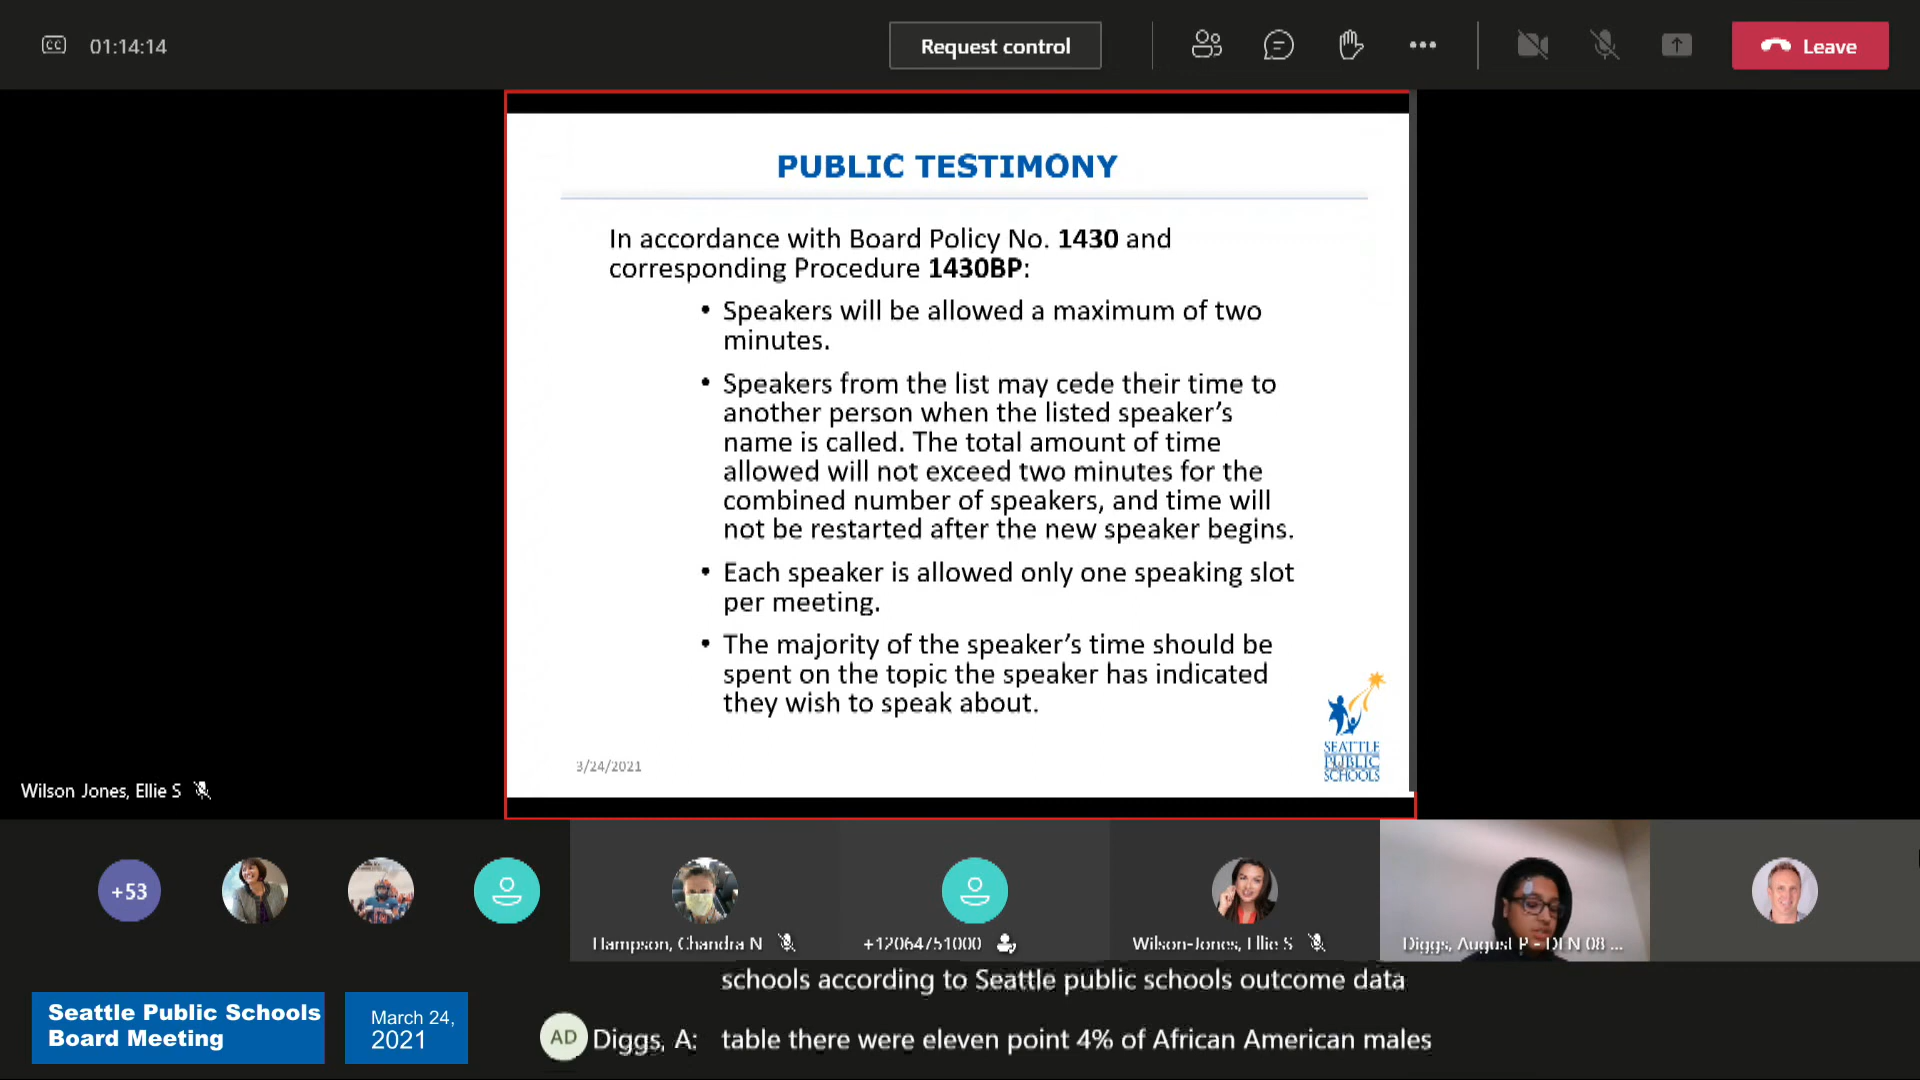 CC 01:14:14
Request control
Leave
PUBLIC TESTIMONY
In accordance with Board Policy No. 1430 and
corresponding Procedure 1430BP:
• Speakers will be allowed a maximum of two
minutes.
• Speakers from the list may cede their time to
another person when the listed speaker’s
name is called. The total amount of time
allowed will not exceed two minutes for the
combined number of speakers, and time will
not be restarted after the new speaker begins.
• Each speaker is allowed only one speaking slot
per meeting.
• The majority of the speaker’s time should be
spent on the topic the speaker has indicated
they wish to speak about.
SEATTLE
PUBLIC
SCHOOLS
3/24/2021
Wilson Jones, Ellie S
+53
Hampson, Chandra N
+12064751000
Wilson-Jones, Ellie S
Diggs, August P -
schools according to Seattle public schools outcome data
AD Diggs, A: table there were eleven point 4% of African American males
Seattle Public Schools
Board Meeting
March 24,
2021